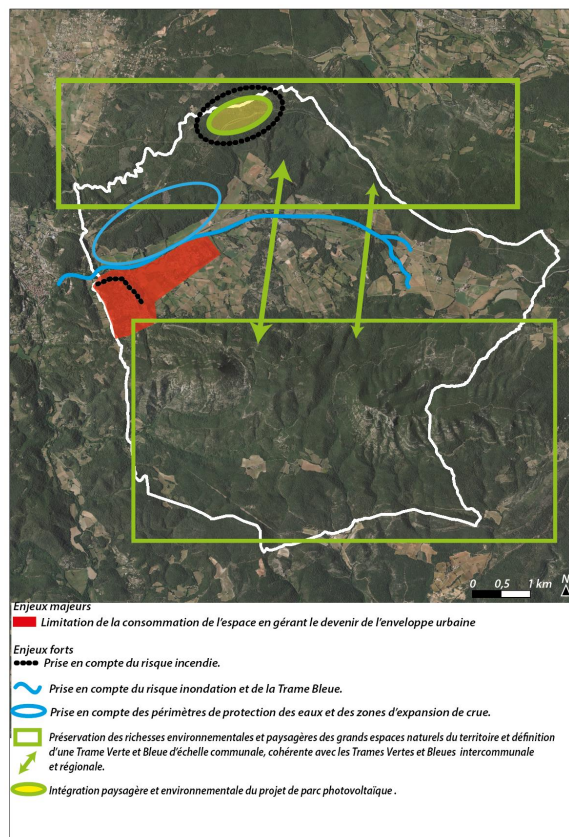 0 0,5 1 km
N
Enjeux majeurs
Limitation de la consommation de l'espace en gérant le devenir de l'enveloppe urbaine
Enjeux forts
Prise en compte du risque incendie.
Prise en compte du risque inondation et de la Trame Bleue.
Prise en compte des périmètres de protection des eaux et des zones d'expansion de crue.
Préservation des richesses environnementales et paysagères des grands espaces naturels du territoire et définition
d'une Trame Verte et Bleue d'échelle communale, cohérente avec les Trames Vertes et Bleues intercommunale
et régionale.
Intégration paysagère et environnementale du projet de parc photovoltaïque .